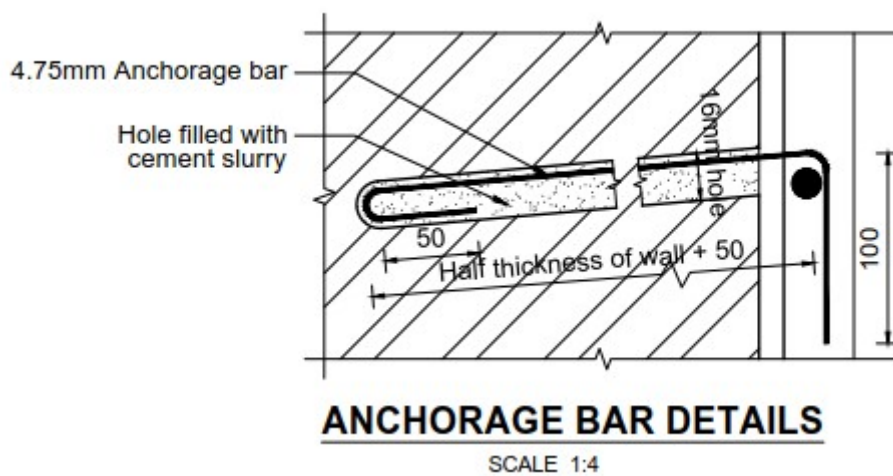 4.75mm Anchorage bar
Hole filled with
cement slurry
16mm hole
50
Half thickness of wall + 50
100
ANCHORAGE BAR DETAILS
SCALE 1:4